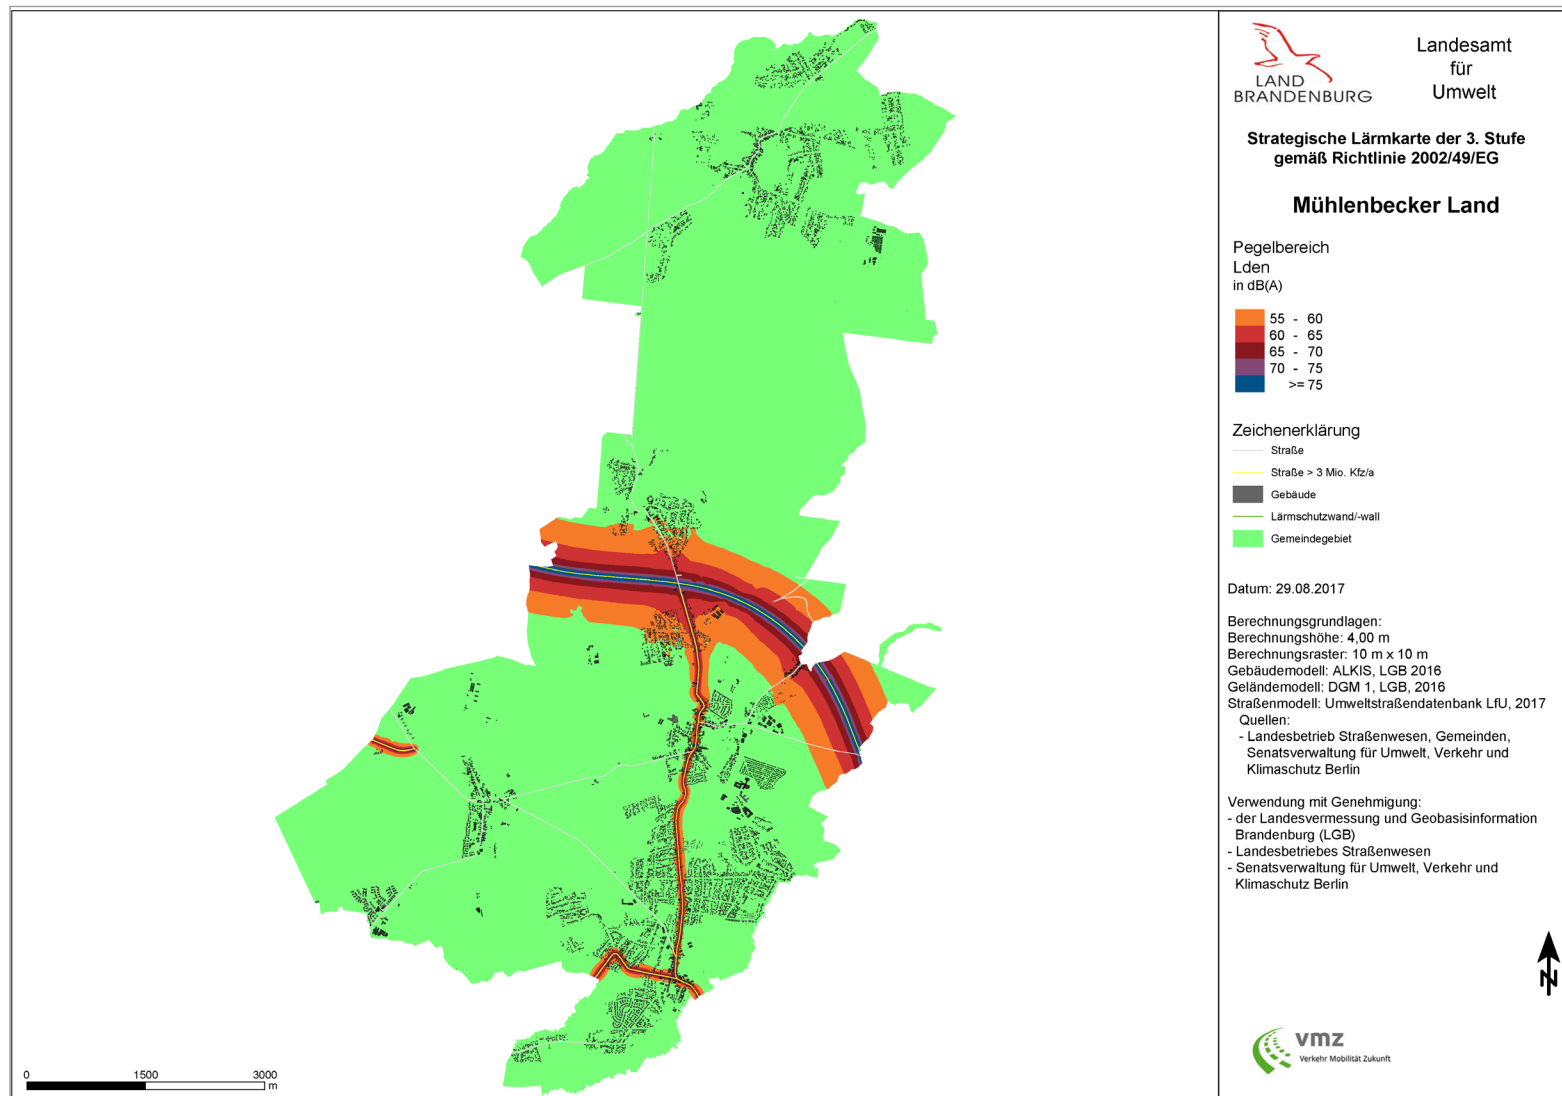 LAND
BRANDENBURG
Landesamt
für
Umwelt
Strategische Lärmkarte der 3. Stufe
gemäß Richtlinie 2002/49/EG
Mühlenbecker Land
Pegelbereich
Lden
in dB(A)
55 - 60
60 - 65
65 - 70
70 - 75
>= 75
Zeichenerklärung
Straße
Straße > 3 Mio. Kfz/a
Gebäude
Lärmschutzwand/-wall
Gemeindegebiet
Datum: 29.08.2017
Berechnungsgrundlagen:
Berechnungshöhe: 4,00 m
Berechnungsraster: 10 m x 10 m
Gebäudemodell: ALKIS, LGB 2016
Geländemodell: DGM 1, LGB, 2016
Straßenmodell: Umweltstraßendatenbank LfU, 2017
Quellen:
- Landesbetrieb Straßenwesen, Gemeinden,
Senatsverwaltung für Umwelt, Verkehr und
Klimaschutz Berlin
Verwendung mit Genehmigung:
- der Landesvermessung und Geobasisinformation
Brandenburg (LGB)
- Landesbetriebes Straßenwesen
- Senatsverwaltung für Umwelt, Verkehr und
Klimaschutz Berlin
N
vmz
Verkehr Mobilität Zukunft
0 1500 3000
m